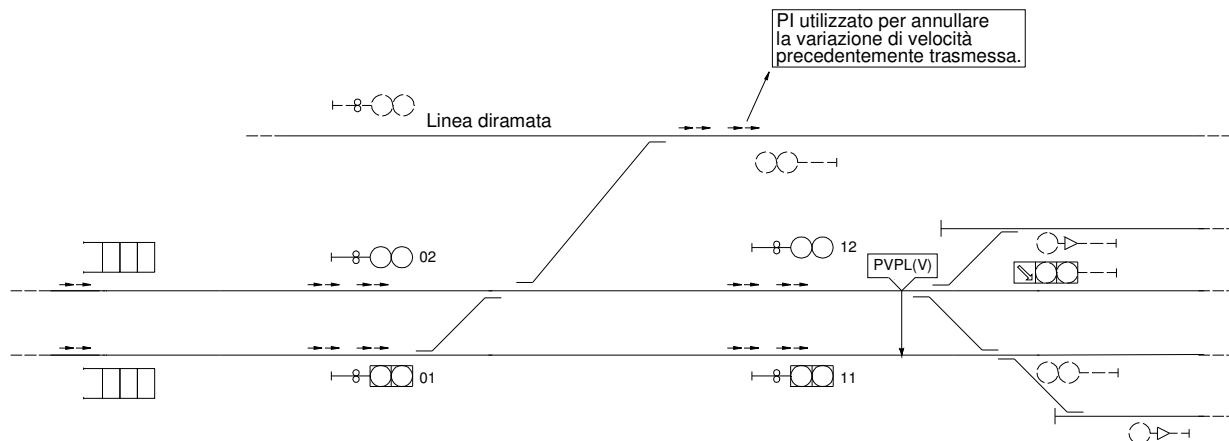 PI utilizzato per annullare
la variazione di velocità
precedentemente trasmessa.
Linea diramata
02
12
PVPL(V)
01
11